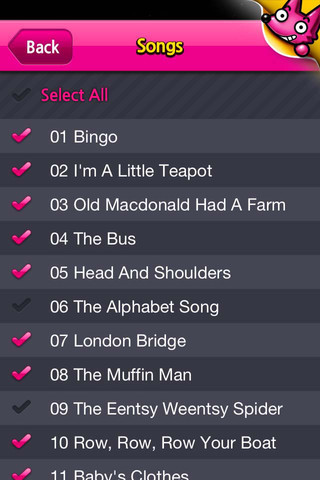 Back
Songs
Select All
01 Bingo
02 I'm A Little Teapot
03 Old Macdonald Had A Farm
04 The Bus
05 Head And Shoulders
06 The Alphabet Song
07 London Bridge
08 The Muffin Man
09 The Eentsy Weentsy Spider
10 Row, Row, Row Your Boat
11 Baby's Clothes